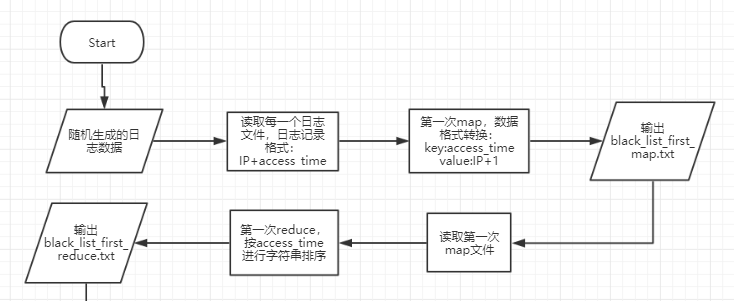 Start
随机生成的日
志数据
读取每一个日志
文件，日志记录
格式：
IP+access_time
第一次map，数据
格式转换：
key:access_time
value:IP+1
输出
black_list_first_
map.txt
读取第一次
map文件
第一次reduce，
按access_time
进行字符串排序
输出
black_list_first_
reduce.txt